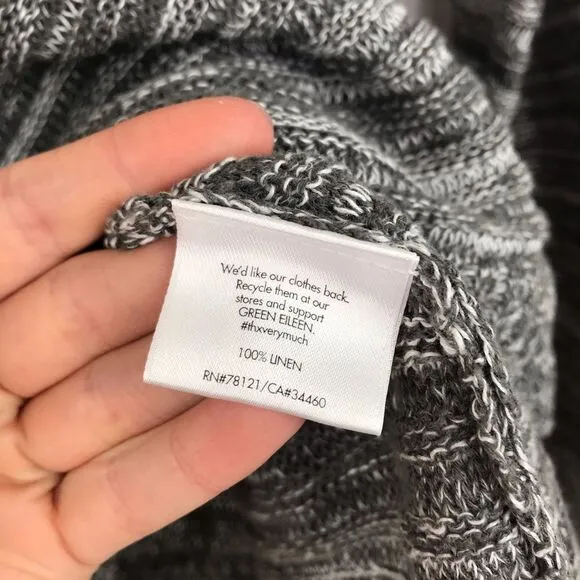 We'd like our clothes back.
Recycle them at our
stores and support
GREEN EILEEN.
#thxverymuch
100% LINEN
RN#78121/CA#34460